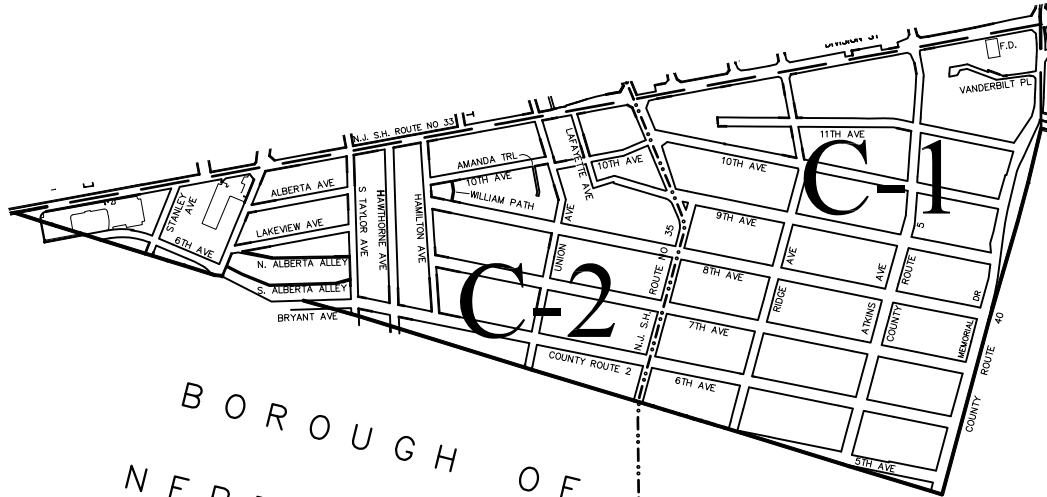 DIVISION ST
F.D.
VANDERBILT PL
N.J. S.H. ROUTE NO 33
11TH AVE
C-1
LAFAYETTE AVE
AMANDA TRL
10TH AVE
10TH AVE
10TH AVE
WILLIAM PATH
ALBERTA AVE
STANLEY
AVE
S TAYLOR AVE
HAWTHORNE AVE
HAMILTON AVE
LAKEVIEW AVE
6TH AVE
UNION
AVE
N.J. S.H.
ROUTE NO
35
9TH AVE
5
N. ALBERTA ALLEY
S. ALBERTA ALLEY
BRYANT AVE
C-2
8TH AVE
RIDGE
AVE
ATKINS
AVE
COUNTY
ROUTE
MEMORIAL
DR
7TH AVE
COUNTY ROUTE 2
6TH AVE
COUNTY
ROUTE
40
5TH AVE
BOROUGH OF